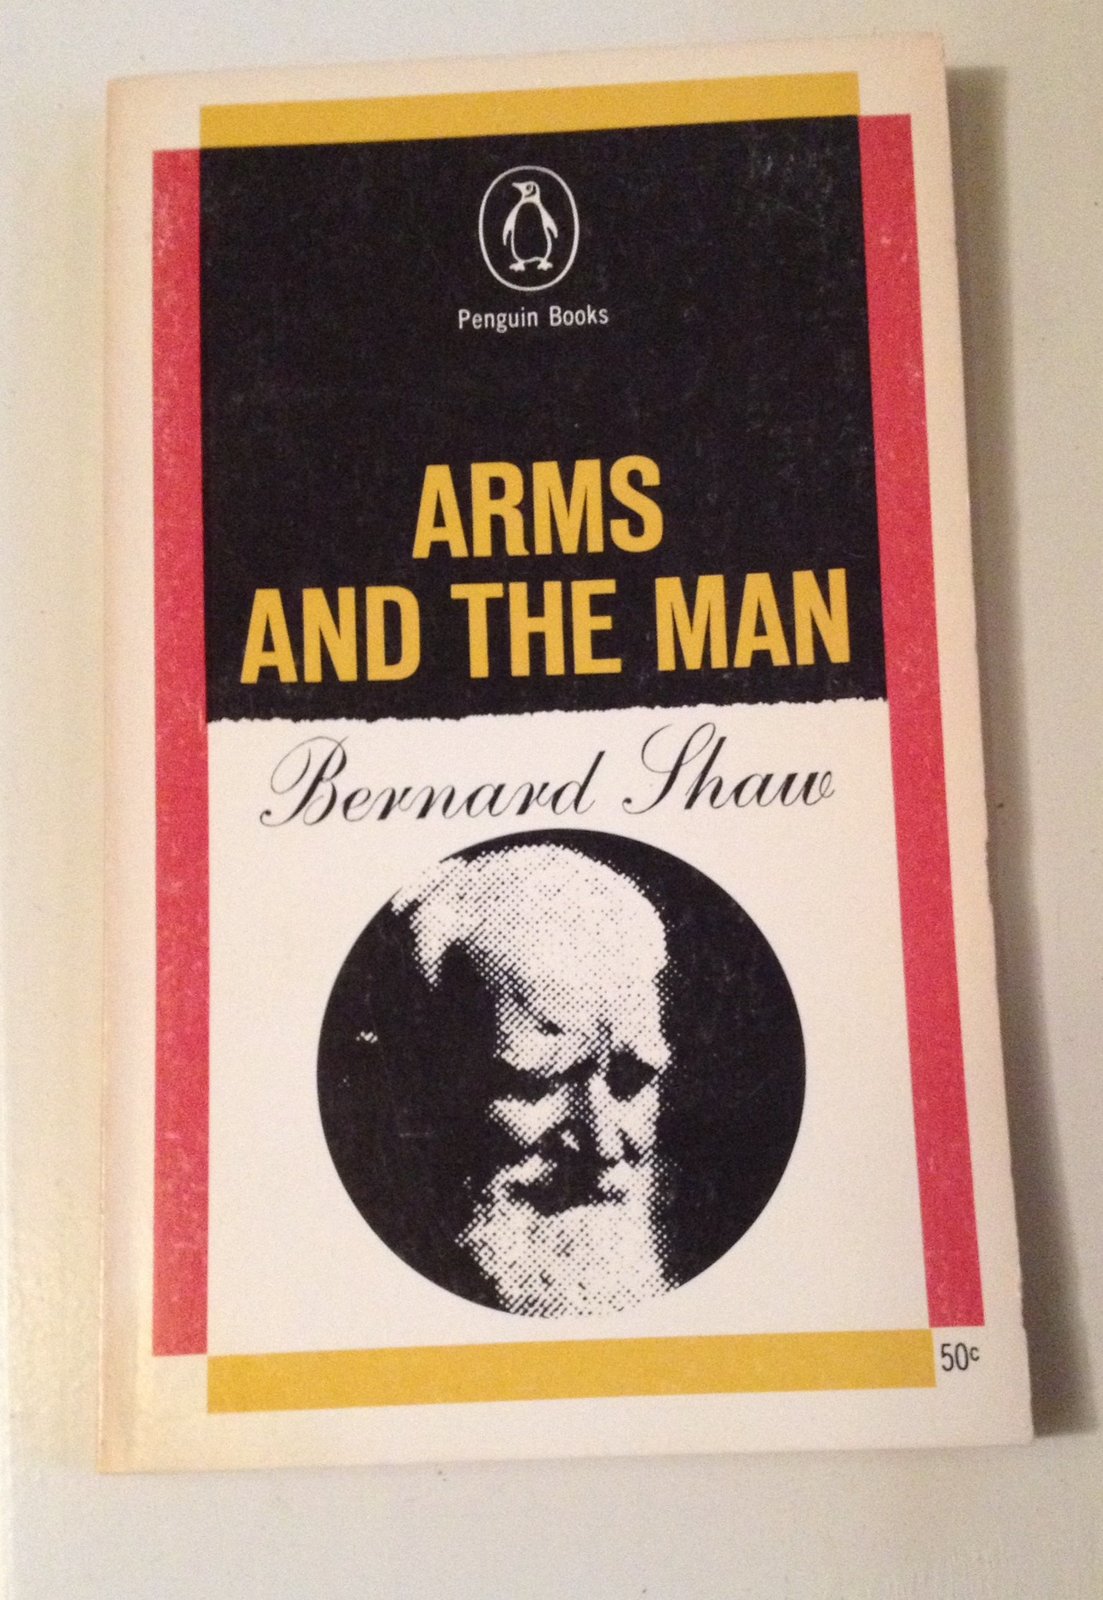 Penguin Books
ARMS
AND THE MAN
Bernard Shaw
50c